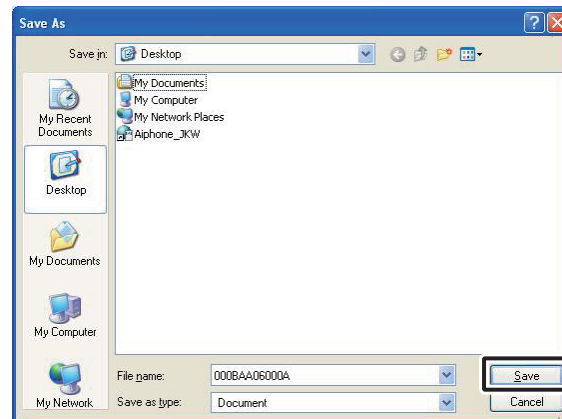 Save As
Save in:
Desktop
My Recent
Documents
Desktop
My Documents
My Computer
My Network
My Documents
My Computer
My Network Places
Aiphone_JKW
File name:
000BAA06000A
Save
Save as type:
Document
Cancel